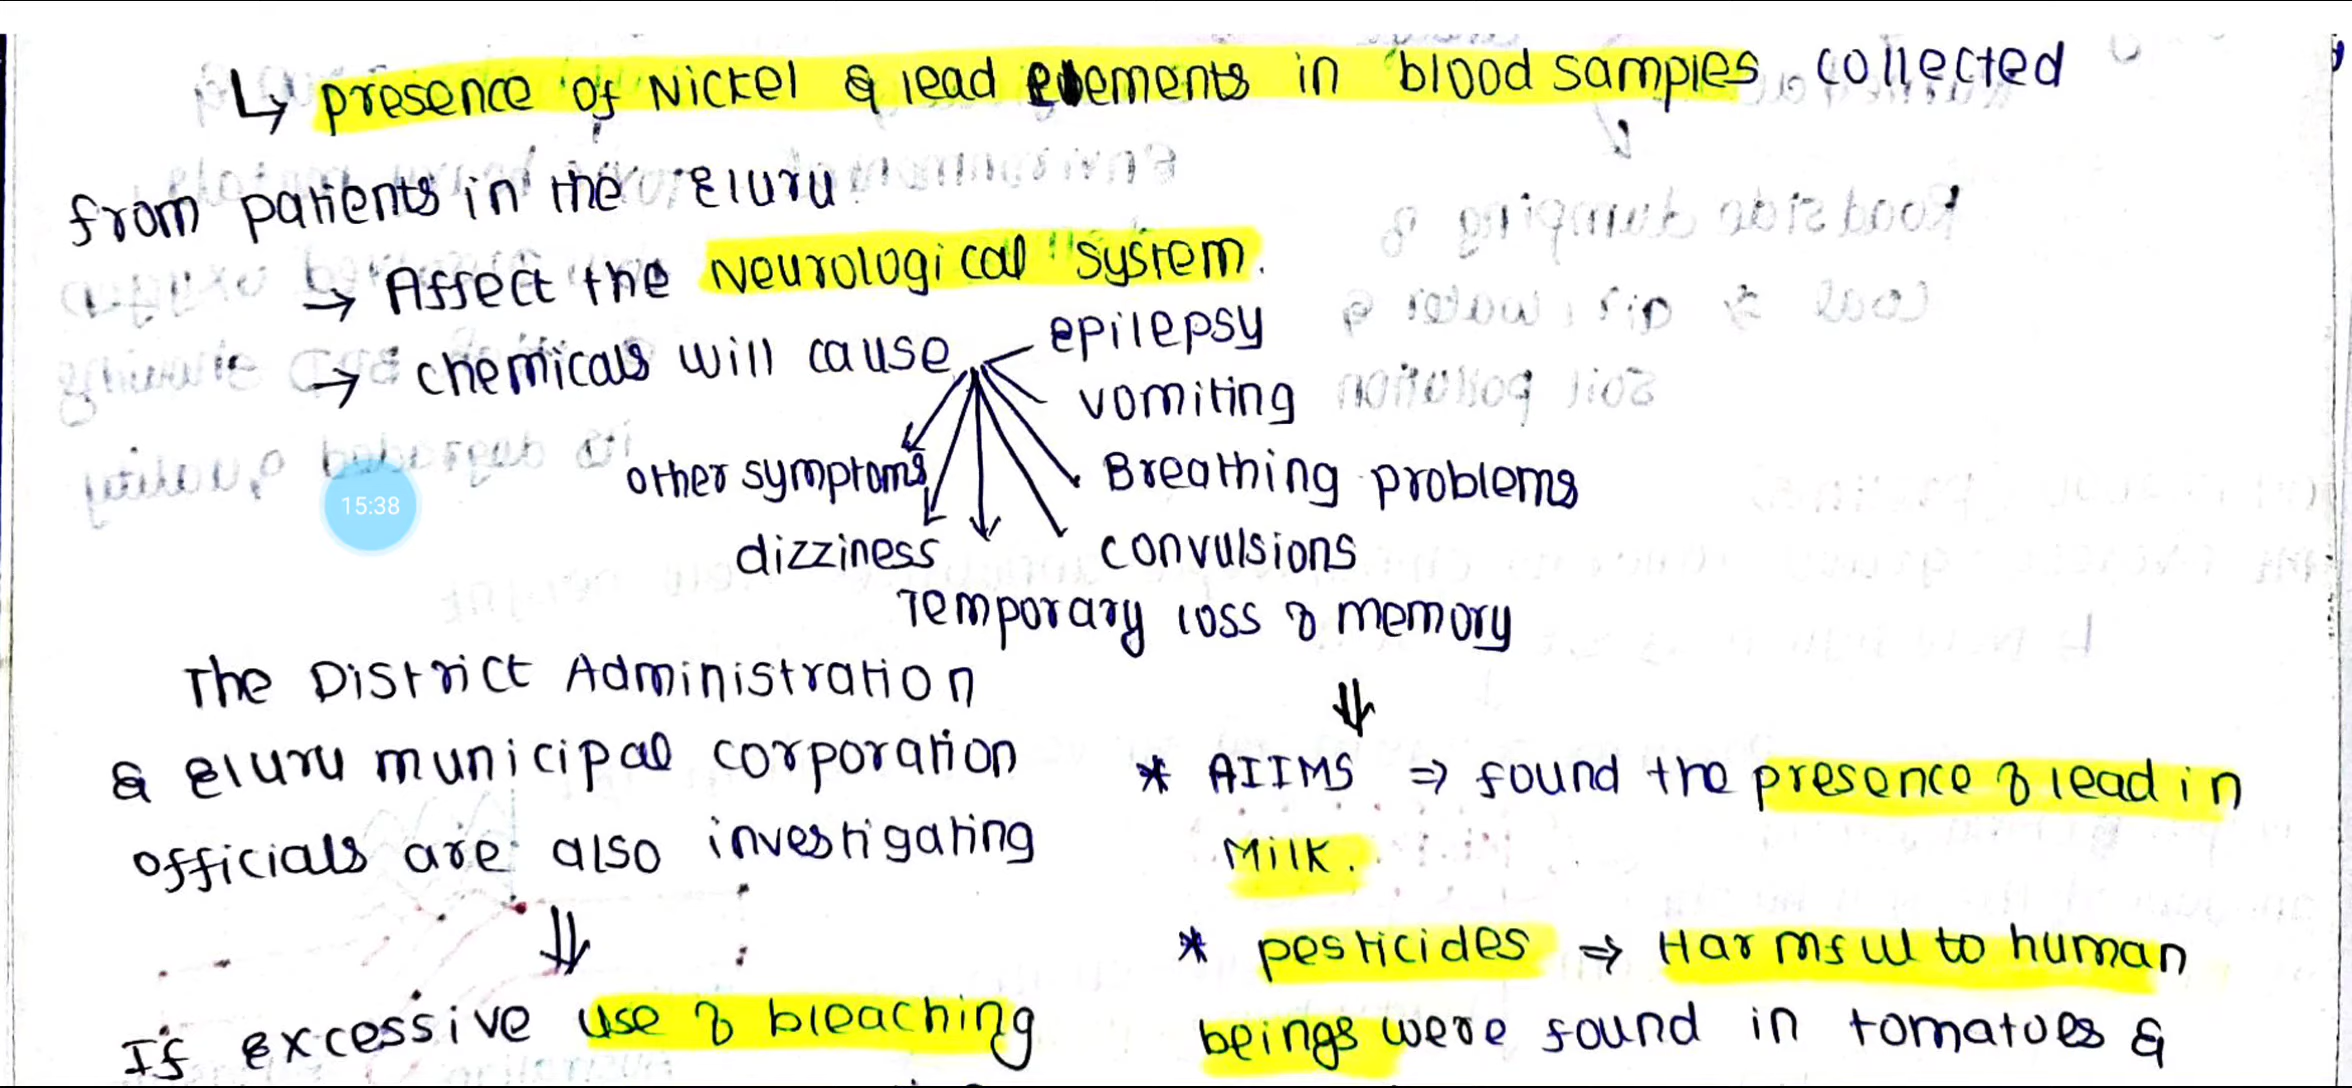 ↳ presence of Nickel & lead elements in blood samples collected
from patients in the Eluru
→ Affect the Neurological system.
→ chemicals will cause
epilepsy
vomiting
Breathing problems
convulsions
Temporary loss of memory
dizziness
other symptoms
15:38
The District Administration
& Eluru municipal corporation
officials are also investigating
⇓
If excessive use of bleaching
⇓
* AIIMS ⇒ found the presence of lead in
Milk.
* pesticides ⇒ Harmful to human
beings were found in tomatoes &